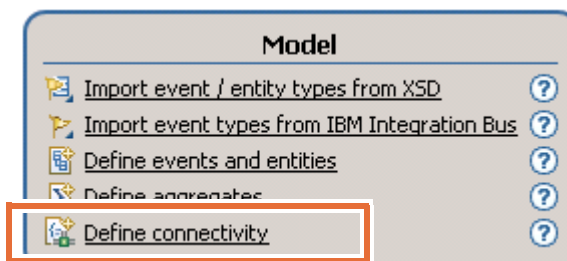 Model
Import event / entity types from XSD
Import event types from IBM Integration Bus
Define events and entities
Define aggregates
Define connectivity